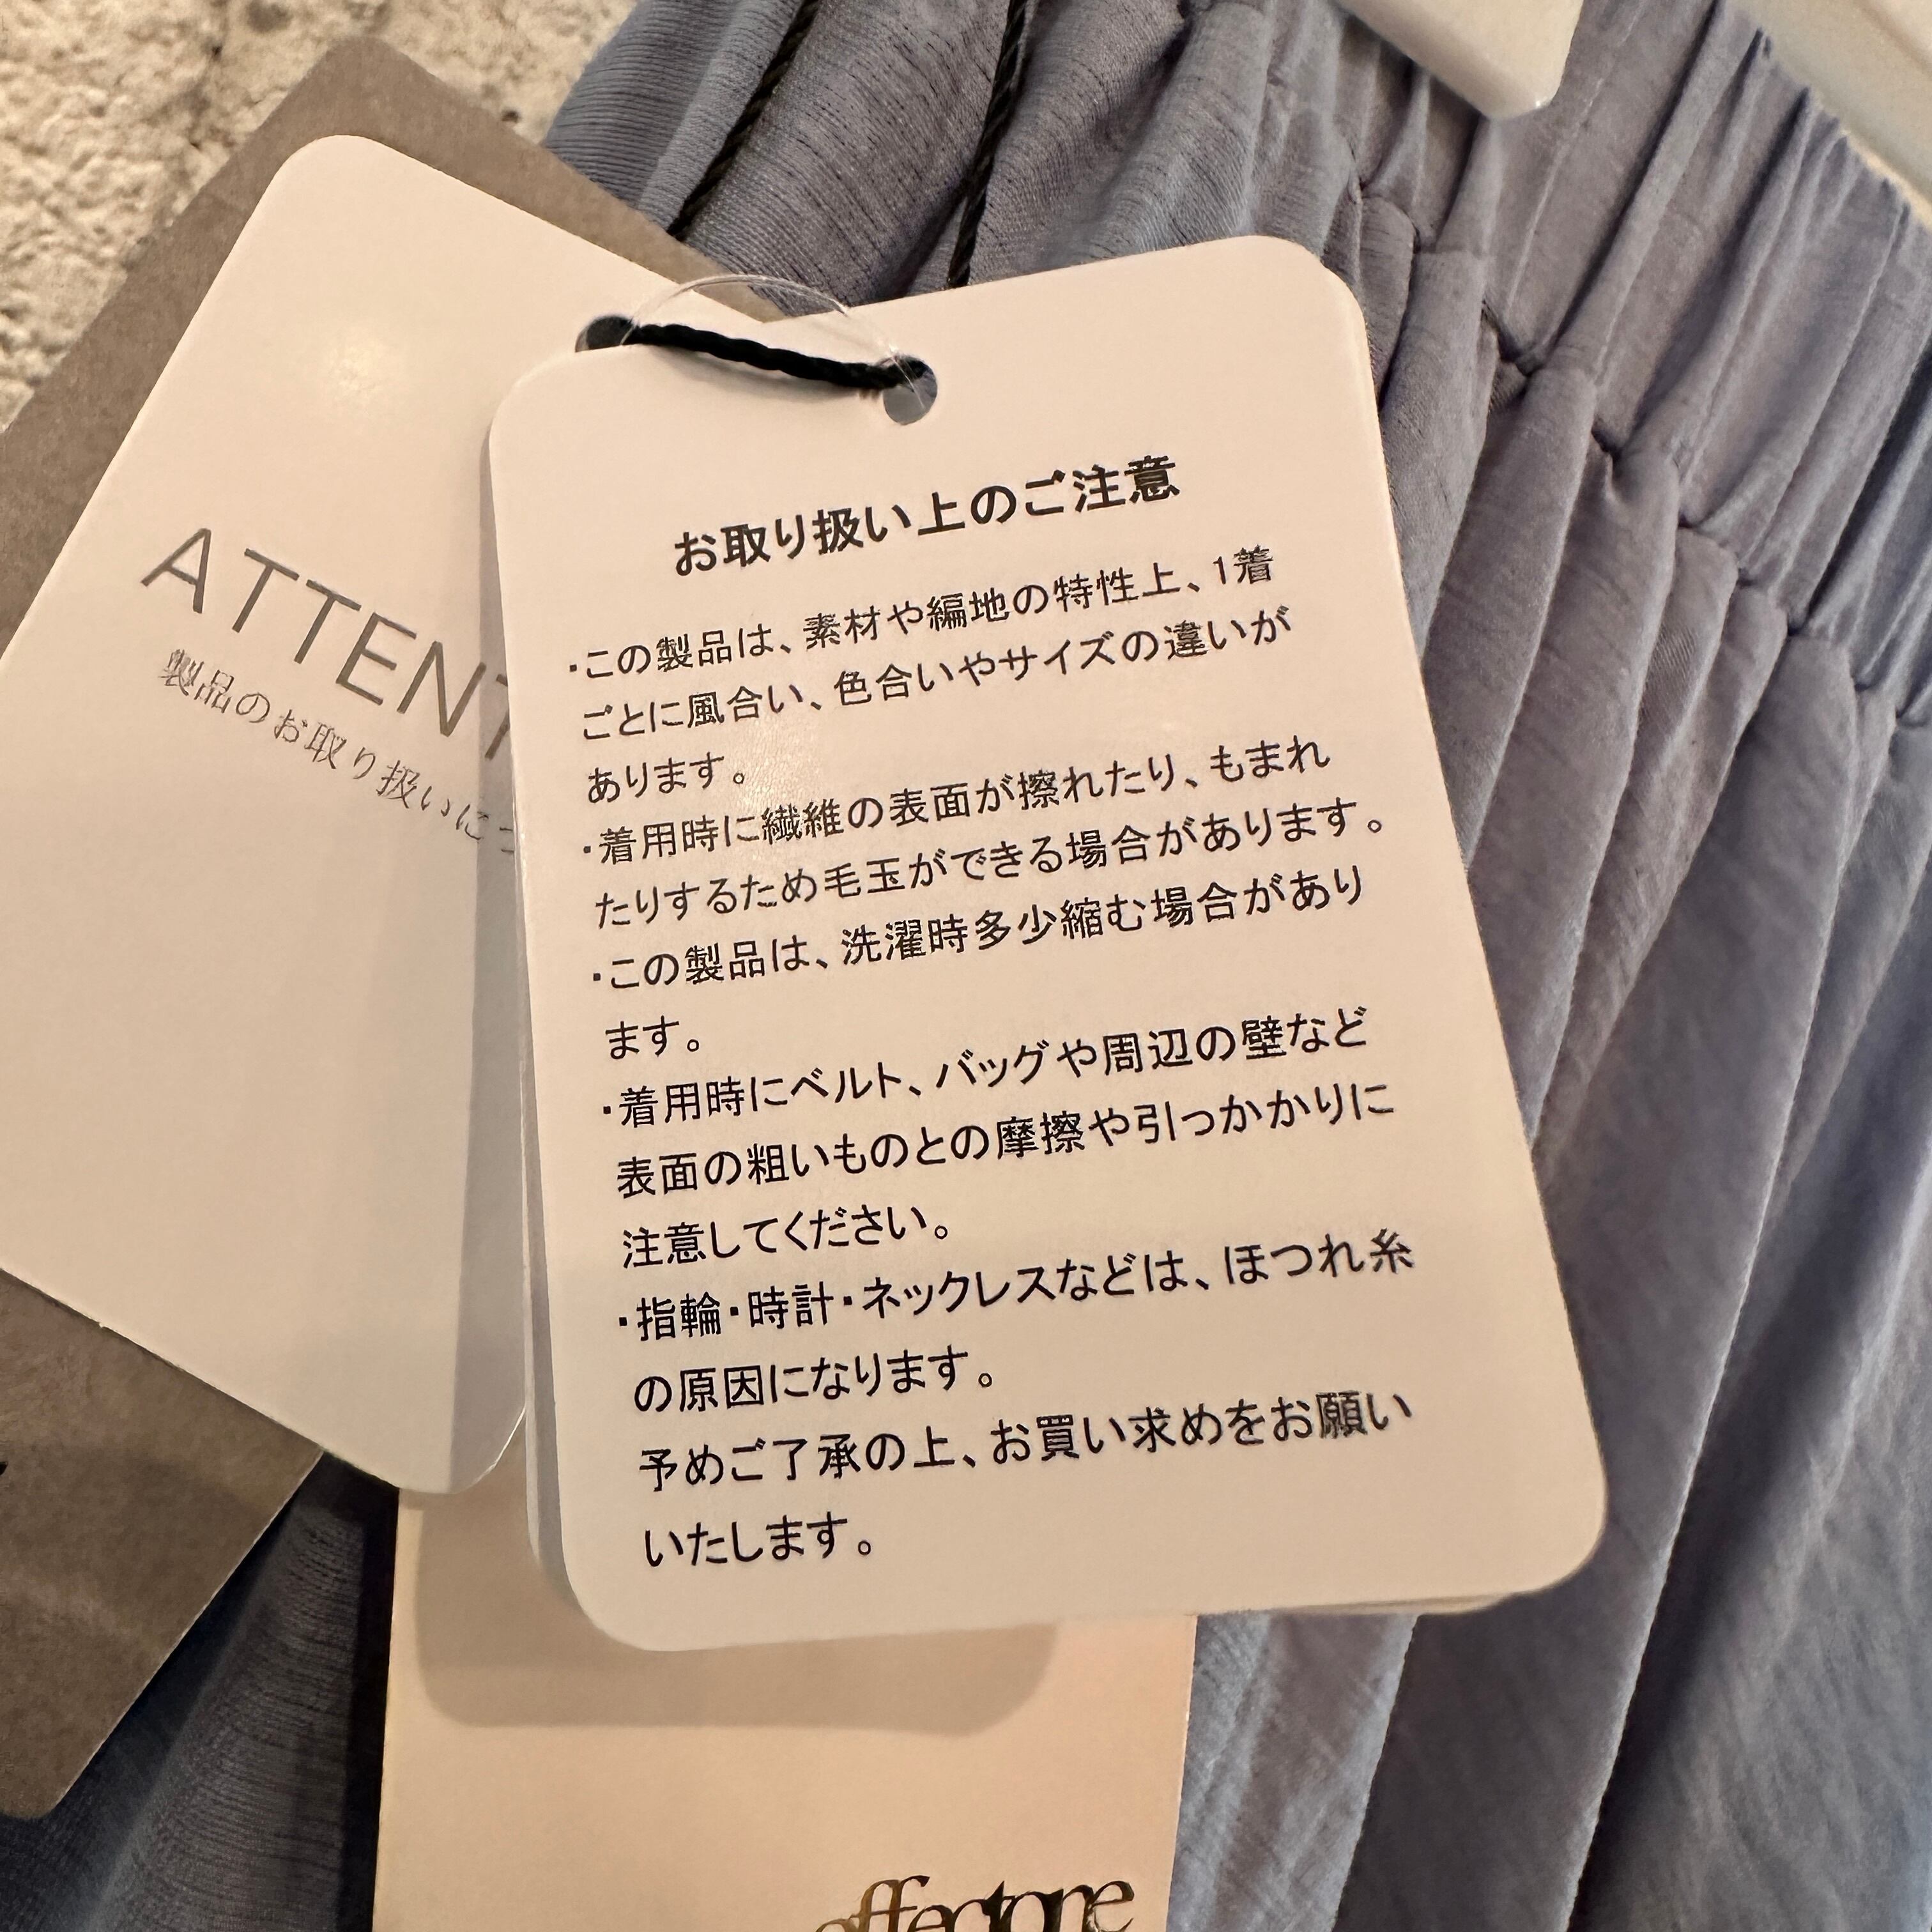 ATTENT
製品のお取り扱いにつ
お取り扱い上のご注意
・この製品は、素材や編地の特性上、1着
ごとに風合い、色合いやサイズの違いが
あります。
・着用時に繊維の表面が擦れたり、もまれ
たりするため毛玉ができる場合があります。
・この製品は、洗濯時多少縮む場合があり
ます。
・着用時にベルト、バッグや周辺の壁など
表面の粗いものとの摩擦や引っかかりに
注意してください。
・指輪・時計・ネックレスなどは、ほつれ糸
の原因になります。
予めご了承の上、お買い求めをお願い
いたします。